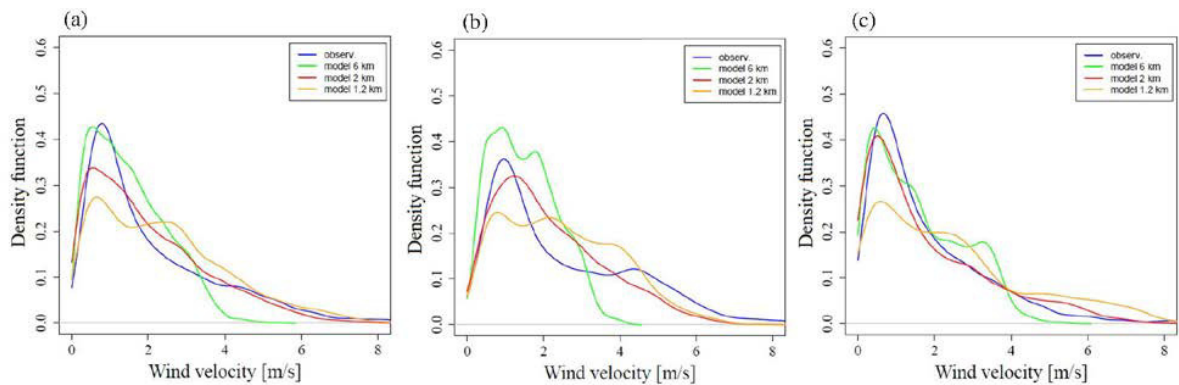 (a)
Density function
0.0 0.1 0.2 0.3 0.4 0.5 0.6
observ.
model 6 km
model 2 km
model 1.2 km
0 2 4 6 8
Wind velocity [m/s]
(b)
Density function
0.0 0.1 0.2 0.3 0.4 0.5 0.6
observ.
model 6 km
model 2 km
model 1.2 km
0 2 4 6 8
Wind velocity [m/s]
(c)
Density function
0.0 0.1 0.2 0.3 0.4 0.5 0.6
observ.
model 6 km
model 2 km
model 1.2 km
0 2 4 6 8
Wind velocity [m/s]